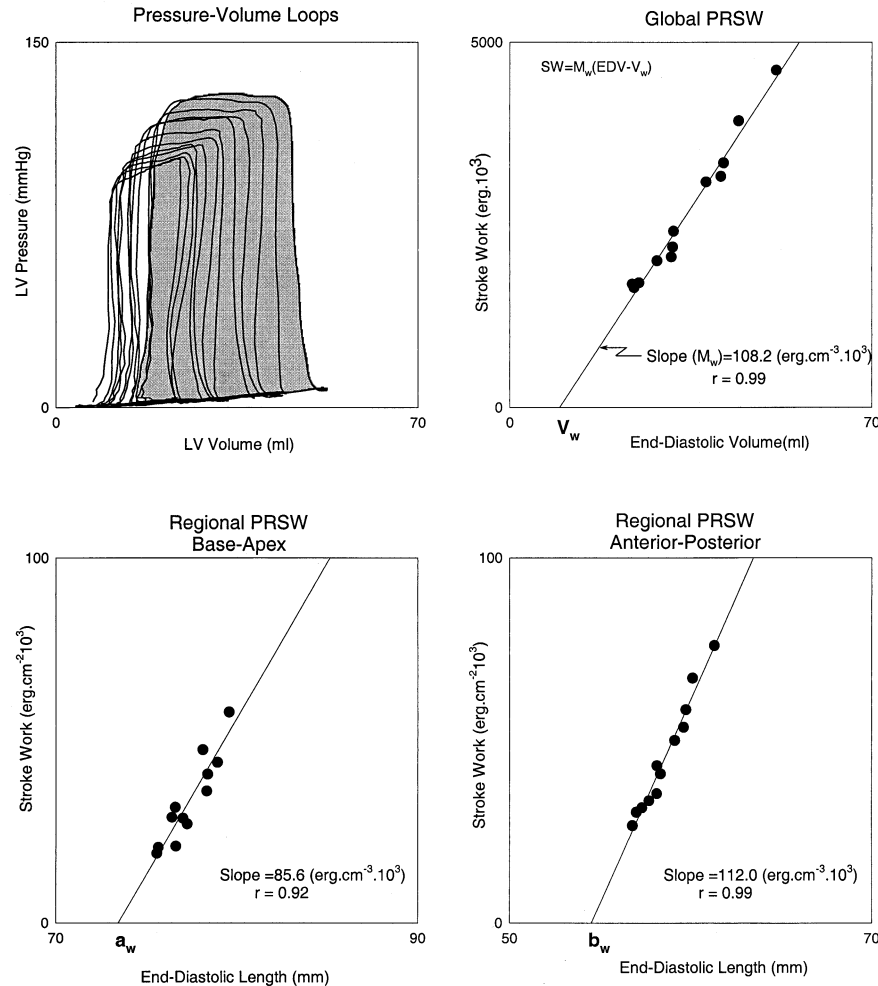 Pressure-Volume Loops
150
LV Pressure (mmHg)
0
0
70
LV Volume (ml)
Global PRSW
5000
SW=Mw(EDV-Vw)
Stroke Work (erg.10³)
Slope (Mw)=108.2 (erg.cm⁻³.10³)
r = 0.99
0
0
Vw
70
End-Diastolic Volume(ml)
Regional PRSW
Base-Apex
100
Stroke Work (erg.cm⁻²10³)
Slope =85.6 (erg.cm⁻³.10³)
r = 0.92
0
70
aw
90
End-Diastolic Length (mm)
Regional PRSW
Anterior-Posterior
100
Stroke Work (erg.cm⁻²10³)
Slope =112.0 (erg.cm⁻³.10³)
r = 0.99
0
50
bw
70
End-Diastolic Length (mm)